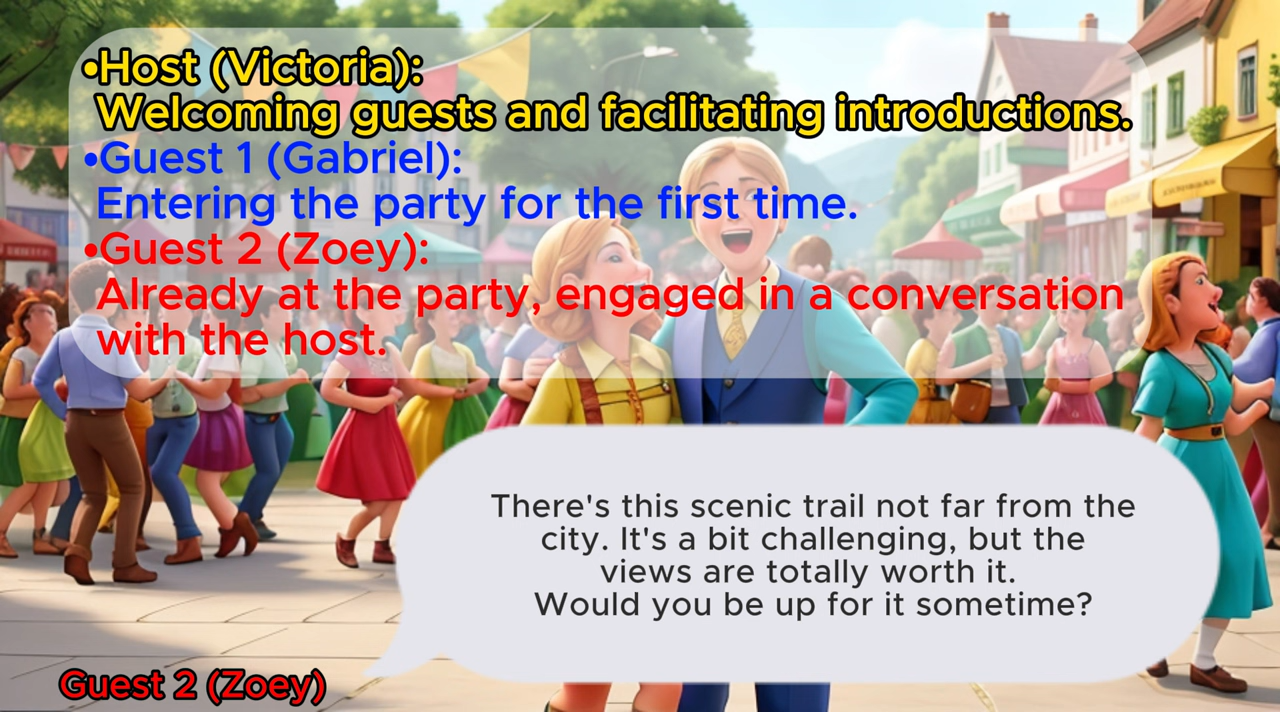 •Host (Victoria):
Welcoming guests and facilitating introductions.
•Guest 1 (Gabriel):
Entering the party for the first time.
•Guest 2 (Zoey):
Already at the party, engaged in a conversation
with the host.
There's this scenic trail not far from the
city. It's a bit challenging, but the
views are totally worth it.
Would you be up for it sometime?
Guest 2 (Zoey)